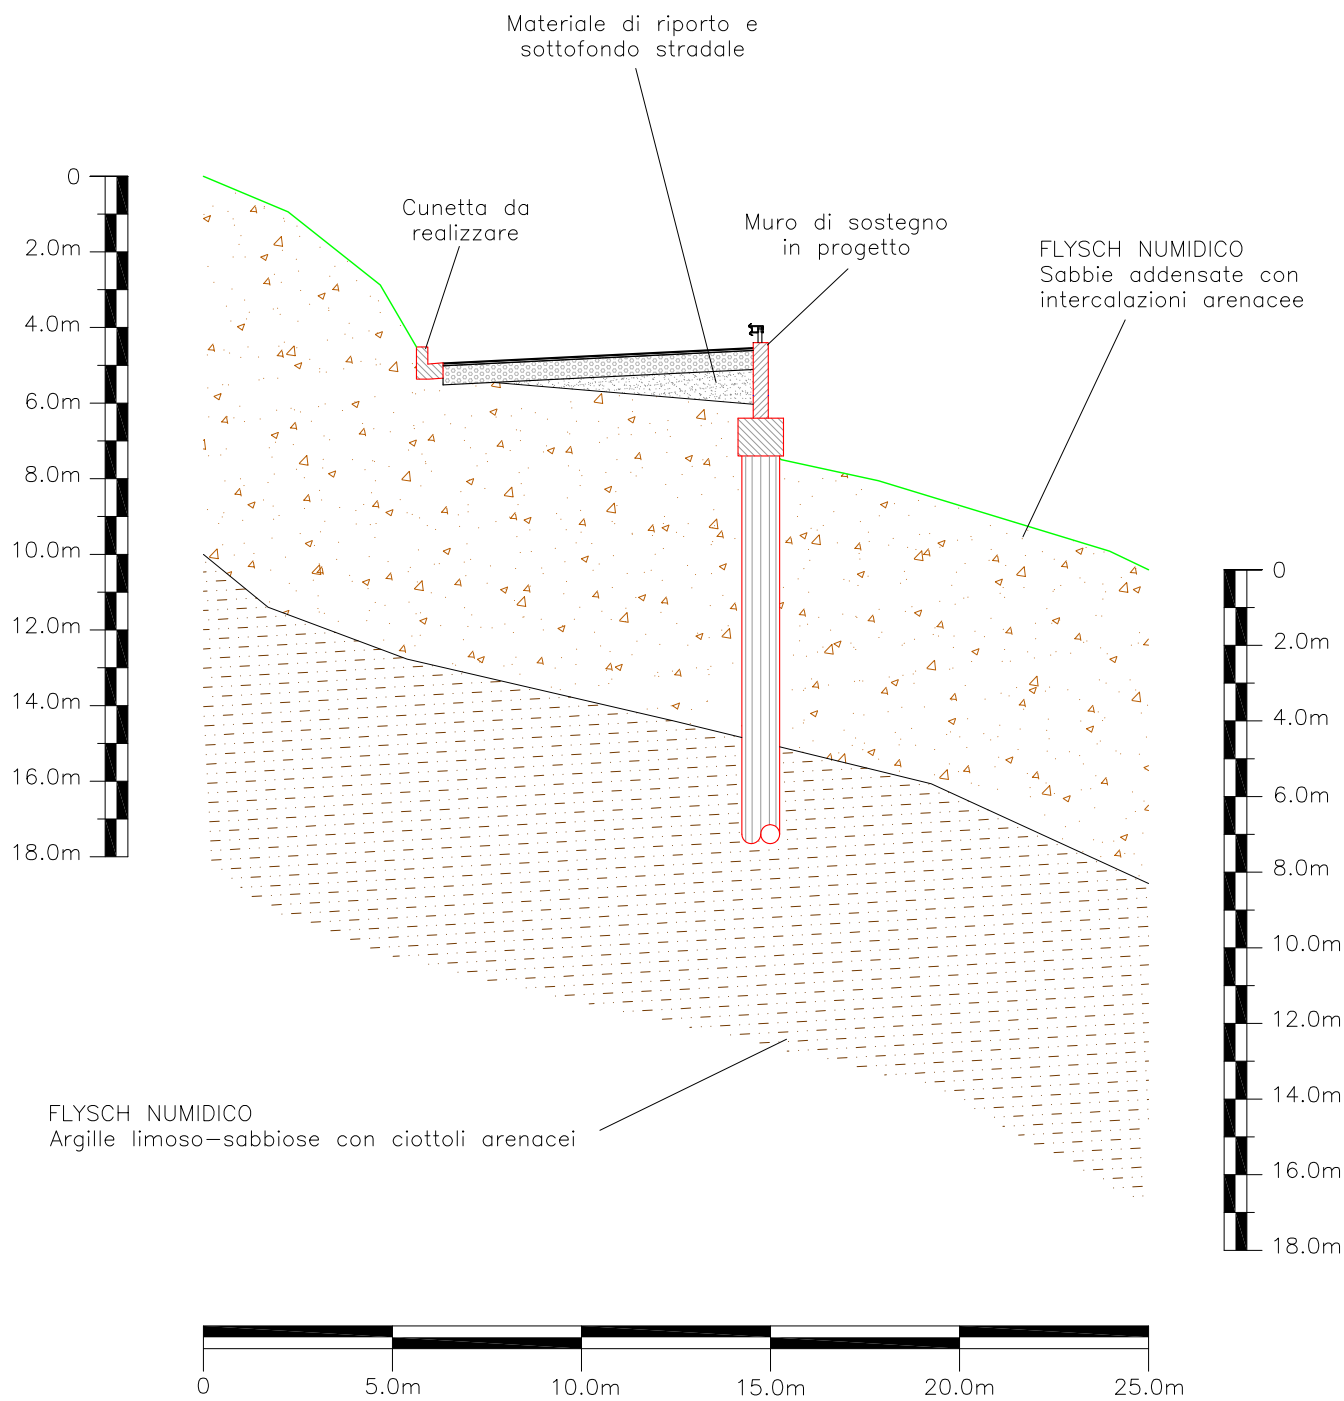 Materiale di riporto e
sottofondo stradale
Cunetta da
realizzare
Muro di sostegno
in progetto
FLYSCH NUMIDICO
Sabbie addensate con
intercalazioni arenacee
0
2.0m
4.0m
6.0m
8.0m
10.0m
12.0m
14.0m
16.0m
18.0m
0
2.0m
4.0m
6.0m
8.0m
10.0m
12.0m
14.0m
16.0m
18.0m
FLYSCH NUMIDICO
Argille limoso-sabbiose con ciottoli arenacei
0
5.0m
10.0m
15.0m
20.0m
25.0m